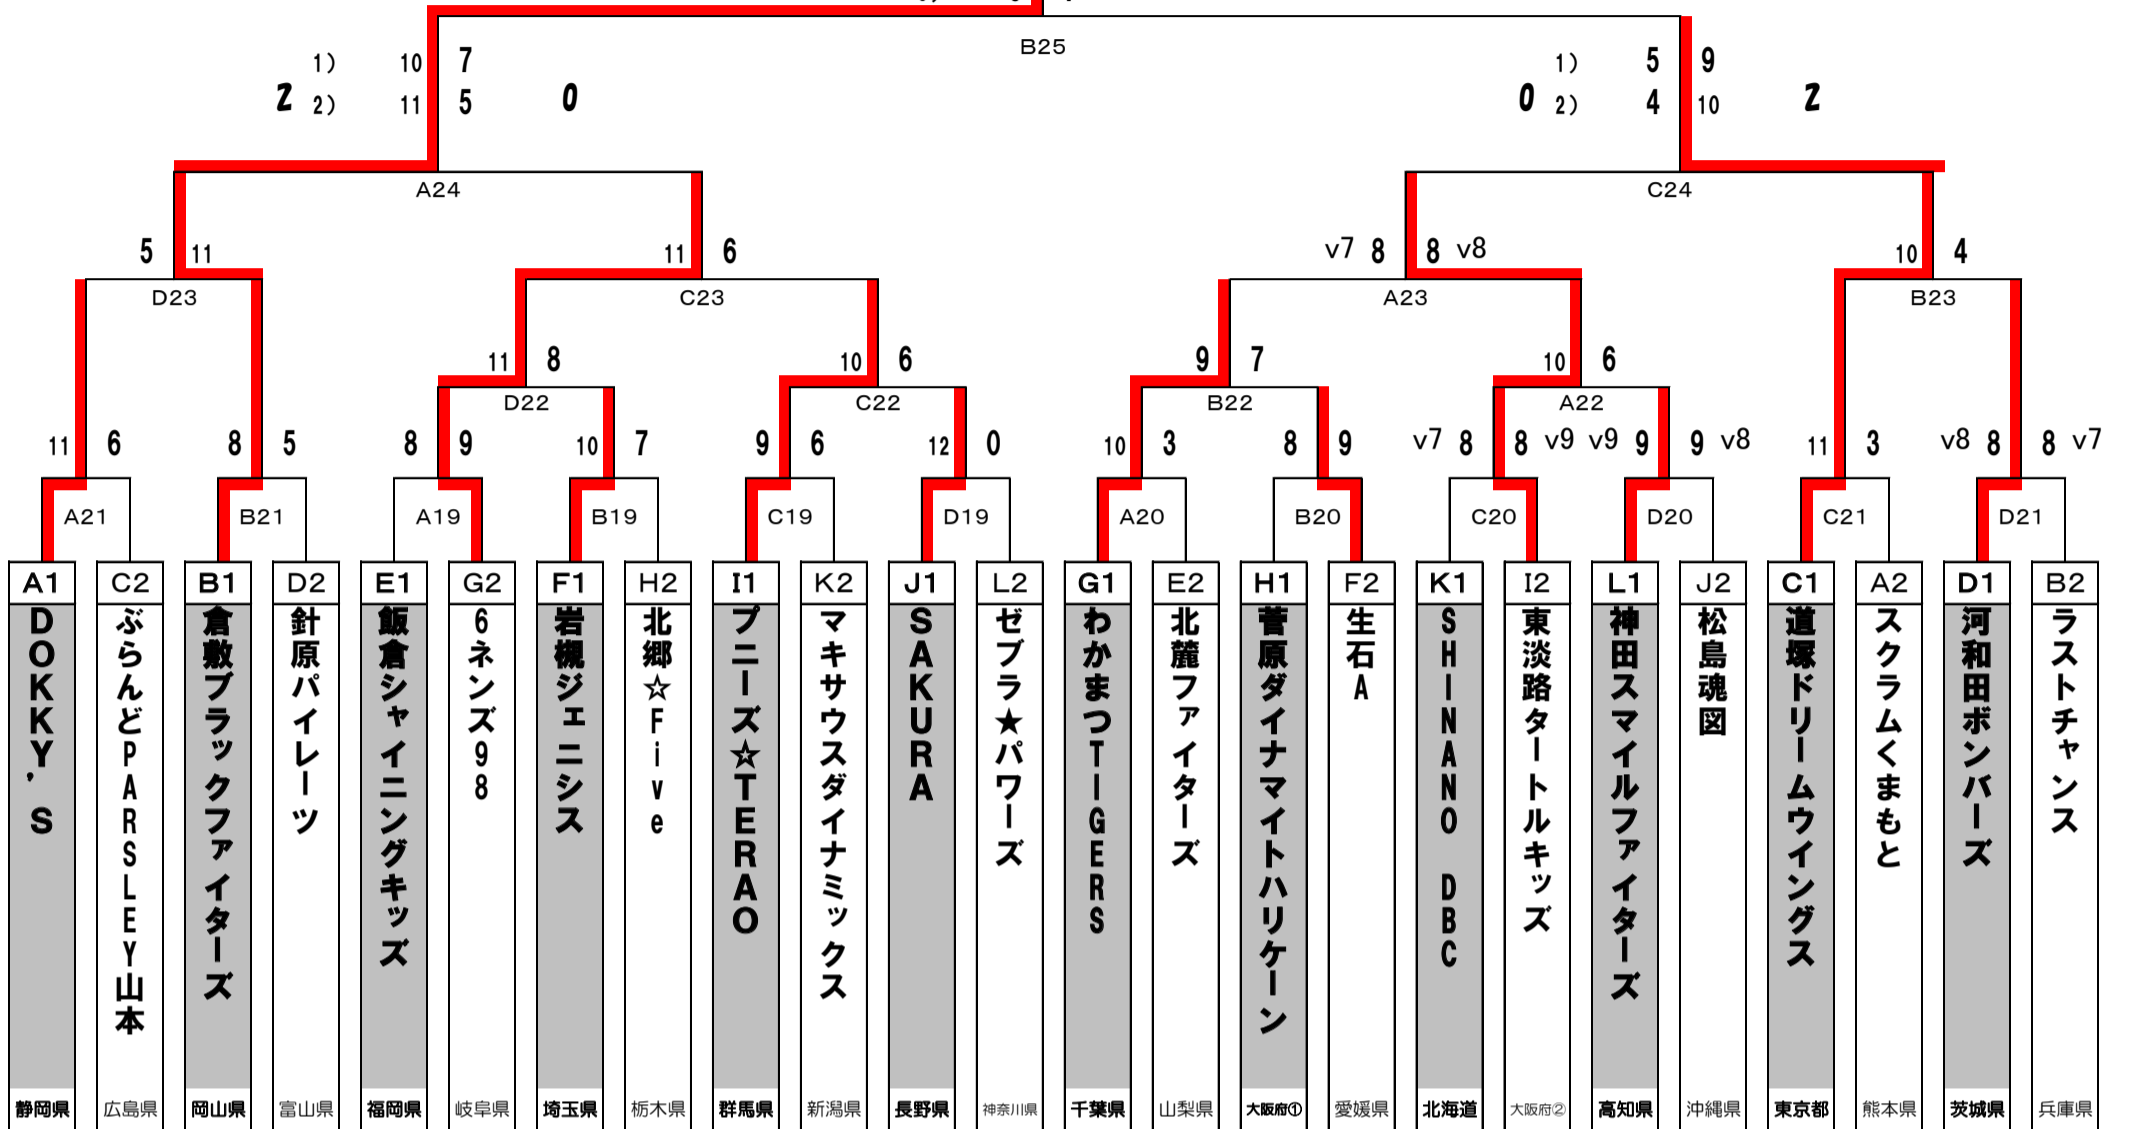 B25
1) 10 7
2 2) 11 5 0
1) 5 9
0 2) 4 10 2
A24
C24
5 11
11 6
v7 8 8 v8
10 4
D23
C23
A23
B23
11 8
10 6
9 7
10 6
D22
C22
B22
A22
11 6
8 5
8 9
10 7
9 6
12 0
10 3
8 9
v7 8 8 v9
v9 9 9 v8
11 3
v8 8 8 v7
A21
B21
A19
B19
C19
D19
A20
B20
C20
D20
C21
D21
A1
DOKKY'S
静岡県
C2
ぶらんどPARSLEY山本
広島県
B1
倉敷ブラックファイターズ
岡山県
D2
針原パイレーツ
富山県
E1
飯倉シャイニングキッズ
福岡県
G2
6ネンズ98
岐阜県
F1
岩槻ジェニシス
埼玉県
H2
北郷☆Five
栃木県
I1
プニーズ☆TERAO
群馬県
K2
マキサウスダイナミックス
新潟県
J1
SAKURA
長野県
L2
ゼブラ★パワーズ
神奈川県
G1
わかまつTIGERS
千葉県
E2
北麓ファイターズ
山梨県
H1
菅原ダイナマイトハリケーン
大阪府①
F2
生石A
愛媛県
K1
SHINANO DBC
北海道
I2
東淡路タートルキッズ
大阪府②
L1
神田スマイルファイターズ
高知県
J2
松島魂図
沖縄県
C1
道塚ドリームウイングス
東京都
A2
スクラムくまもと
熊本県
D1
河和田ボンバーズ
茨城県
B2
ラストチャンス
兵庫県